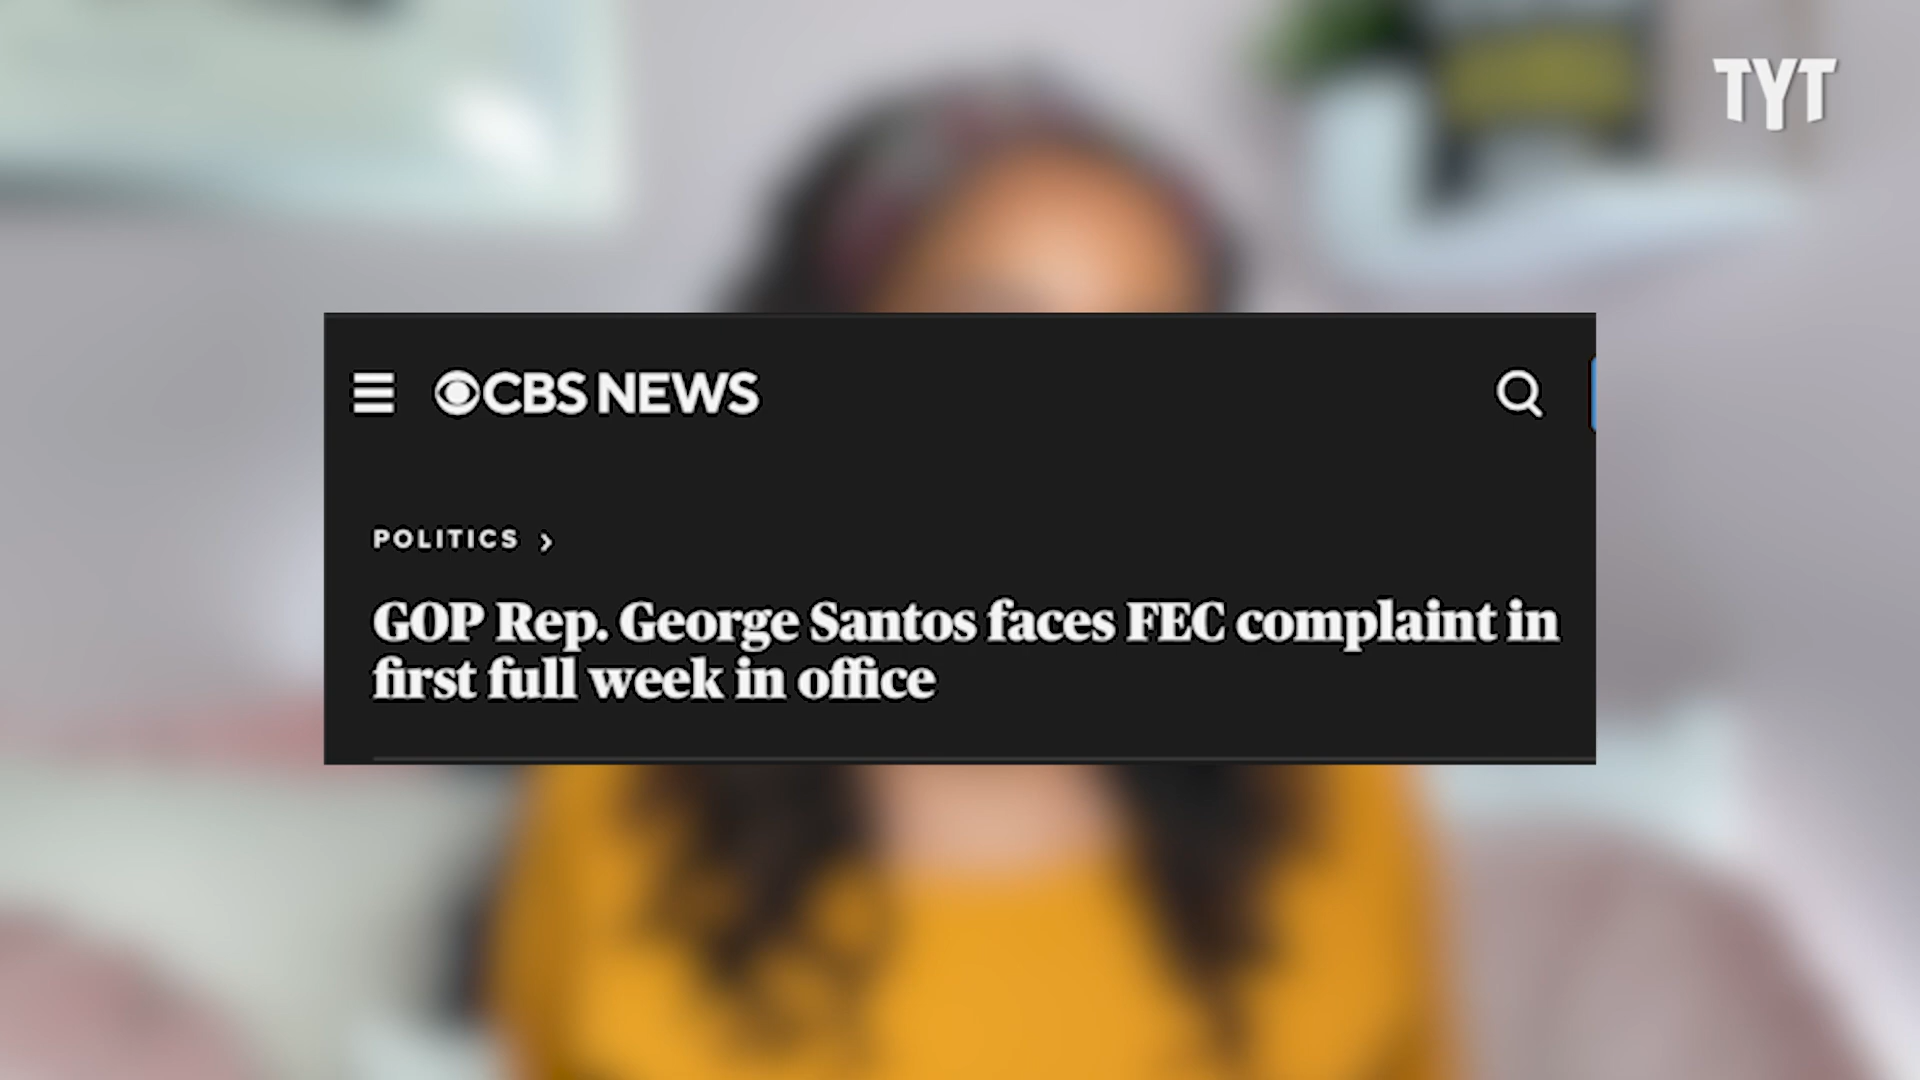 TYT
CBS NEWS
POLITICS >
GOP Rep. George Santos faces FEC complaint in
first full week in office